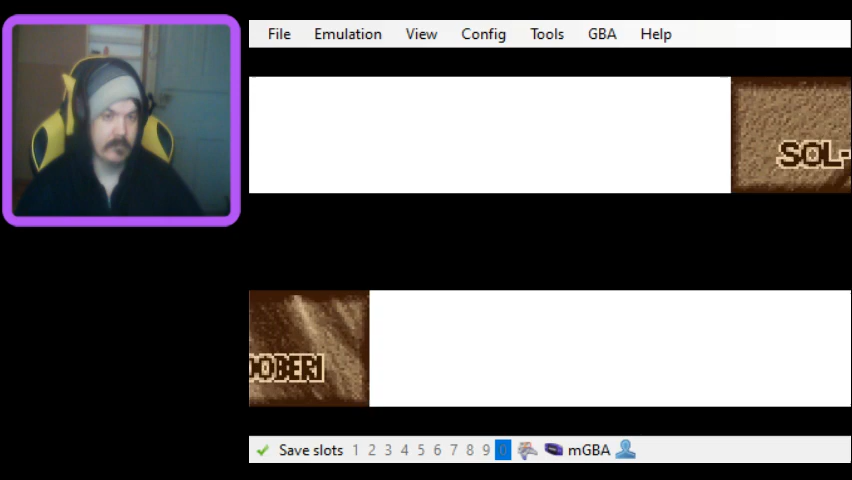 File Emulation View Config Tools GBA Help
SOL-
OOBERI
Save slots 1 2 3 4 5 6 7 8 9 0 mGBA